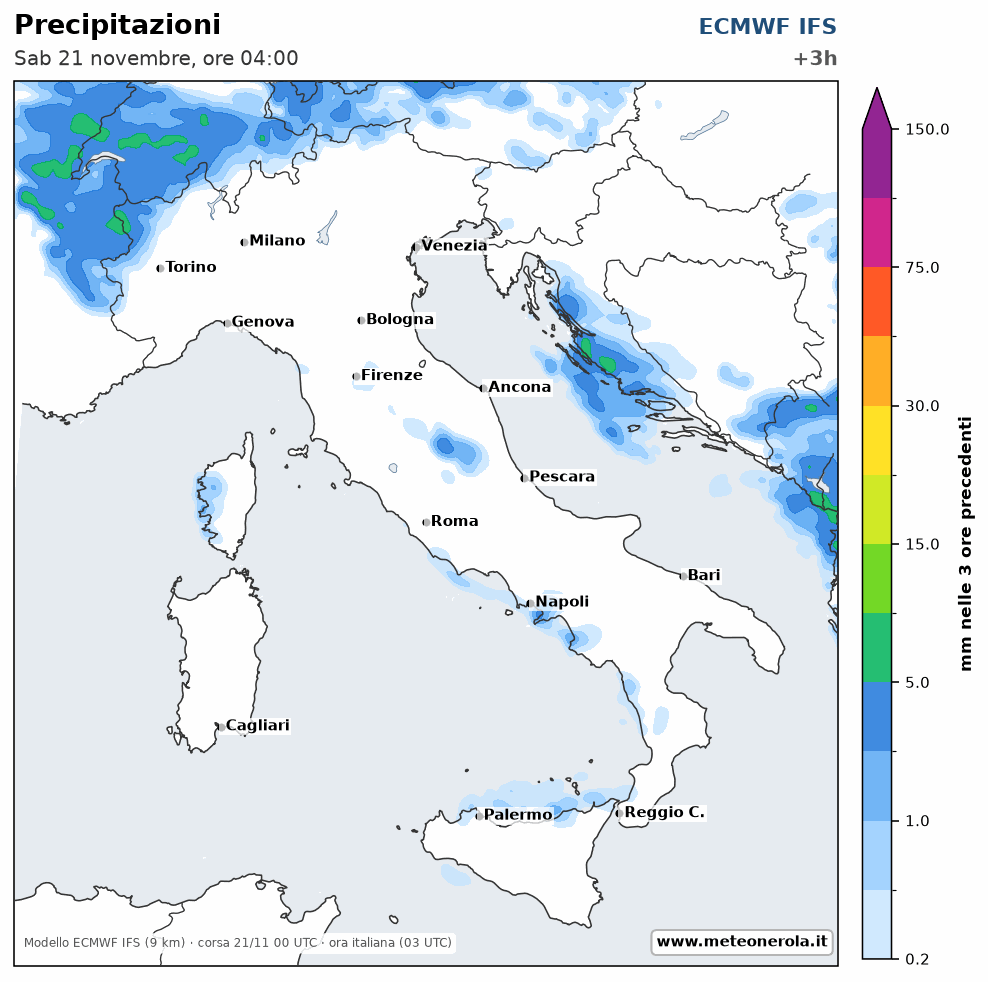 Precipitazioni
ECMWF IFS
Sab 21 novembre, ore 04:00
+3h
150.0
75.0
30.0
15.0
5.0
1.0
0.2
mm nelle 3 ore precedenti
Milano
Venezia
Torino
Genova
Bologna
Firenze
Ancona
Pescara
Roma
Bari
Napoli
Cagliari
Palermo
Reggio C.
Modello ECMWF IFS (9 km) · corsa 21/11 00 UTC · ora italiana (03 UTC)
www.meteonerola.it